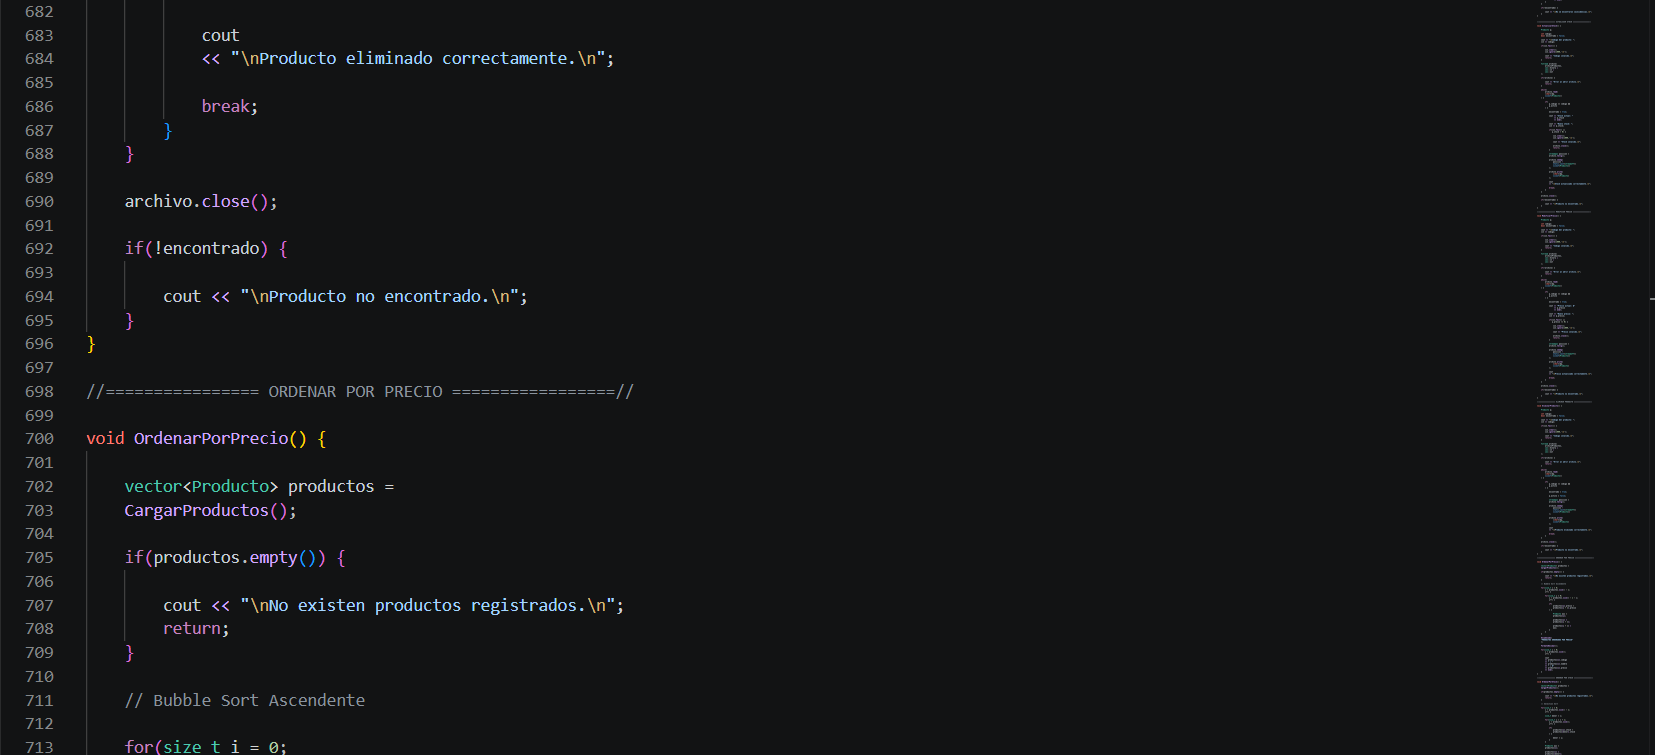 682
683 cout
684 << "\nProducto eliminado correctamente.\n";
685
686 break;
687 }
688 }
689
690 archivo.close();
691
692 if(!encontrado) {
693
694 cout << "\nProducto no encontrado.\n";
695 }
696 }
697
698 //================ ORDENAR POR PRECIO =================//
699
700 void OrdenarPorPrecio() {
701
702 vector<Producto> productos =
703 CargarProductos();
704
705 if(productos.empty()) {
706
707 cout << "\nNo existen productos registrados.\n";
708 return;
709 }
710
711 // Bubble Sort Ascendente
712
713 for(size_t i = 0;